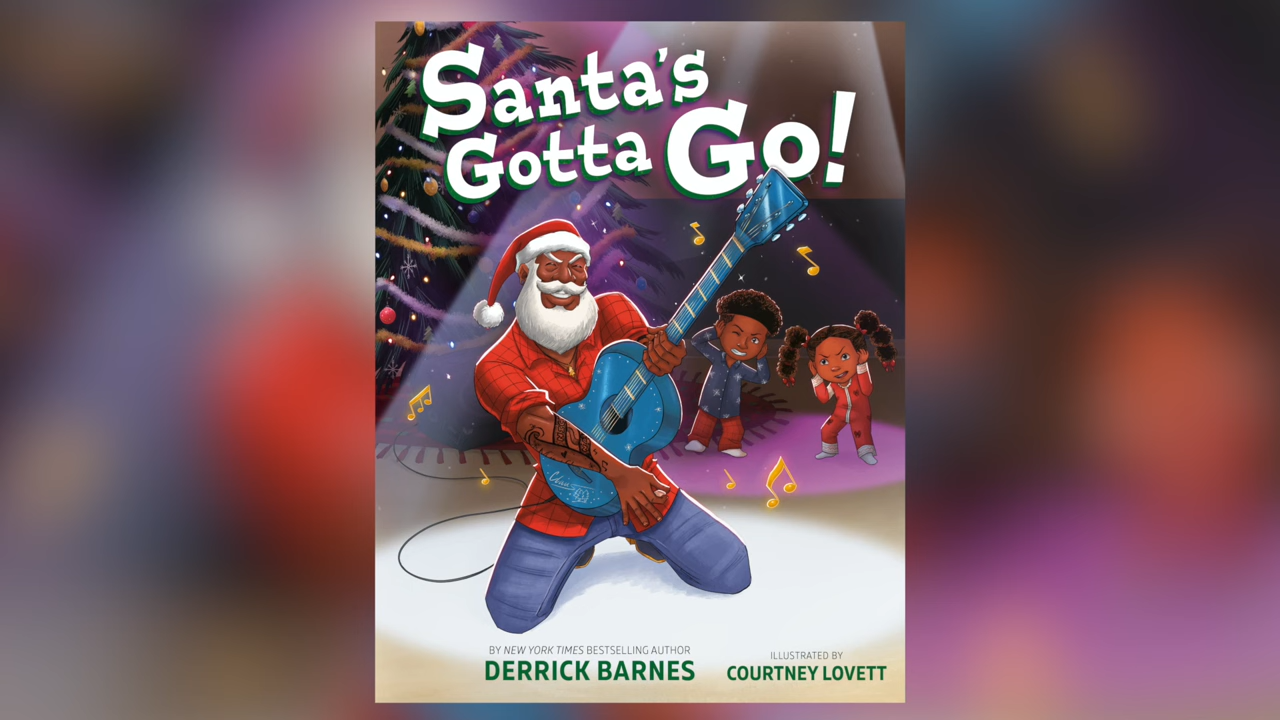 Santa's
Gotta Go!
BY NEW YORK TIMES BESTSELLING AUTHOR
DERRICK BARNES
ILLUSTRATED BY
COURTNEY LOVETT